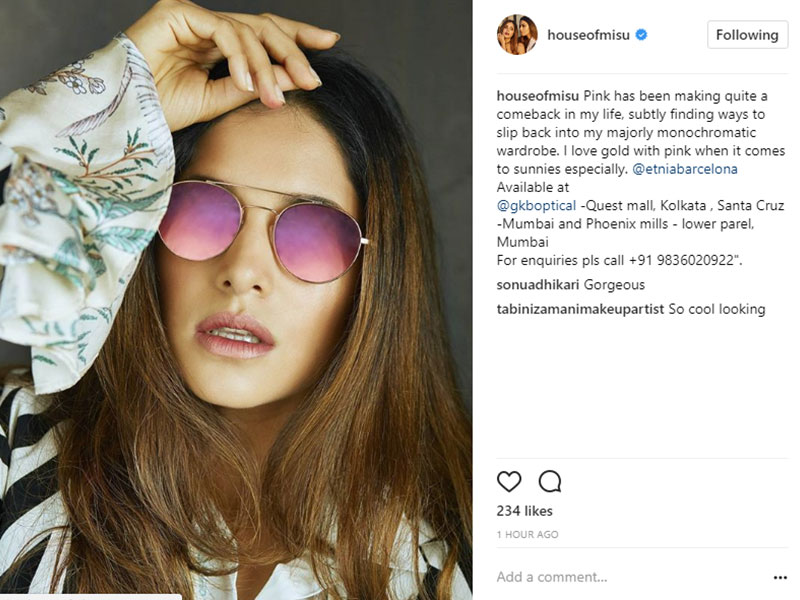 houseofmisu
Following
houseofmisu Pink has been making quite a
comeback in my life, subtly finding ways to
slip back into my majorly monochromatic
wardrobe. I love gold with pink when it comes
to sunnies especially. @etniabarcelona
Available at
@gkboptical -Quest mall, Kolkata , Santa Cruz
-Mumbai and Phoenix mills - lower parel,
Mumbai
For enquiries pls call +91 9836020922".
sonuadhikari Gorgeous
tabinizamanimakeupartist So cool looking
234 likes
1 HOUR AGO
Add a comment...